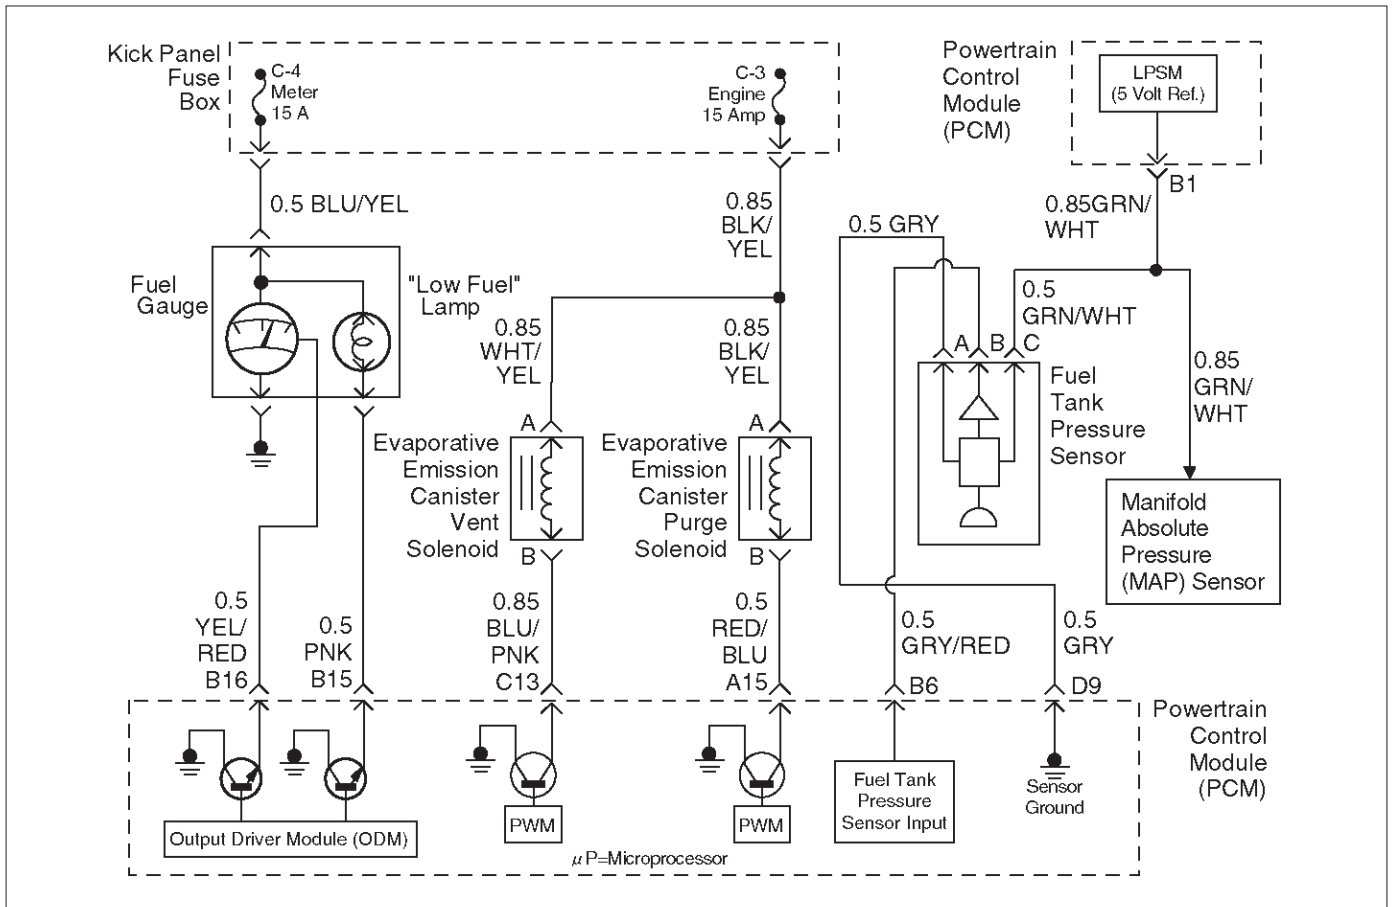 Kick Panel
Fuse
Box
C-4
Meter
15 A
C-3
Engine
15 Amp
Powertrain
Control
Module
(PCM)
LPSM
(5 Volt Ref.)
B1
0.5 BLU/YEL
0.85
BLK/
YEL
0.5 GRY
0.85GRN/
WHT
Fuel
Gauge
"Low Fuel"
Lamp
0.85
WHT/
YEL
0.85
BLK/
YEL
0.5
GRN/WHT
A B C
0.85
GRN/
WHT
Fuel
Tank
Pressure
Sensor
A
Evaporative
Emission
Canister
Vent
Solenoid
B
A
Evaporative
Emission
Canister
Purge
Solenoid
B
Manifold
Absolute
Pressure
(MAP) Sensor
0.5
YEL/
RED
B16
0.5
PNK
B15
0.85
BLU/
PNK
C13
0.5
RED/
BLU
A15
0.5
GRY/RED
B6
0.5
GRY
D9
Powertrain
Control
Module
(PCM)
Output Driver Module (ODM)
PWM
PWM
Fuel Tank
Pressure
Sensor Input
Sensor
Ground
μP=Microprocessor